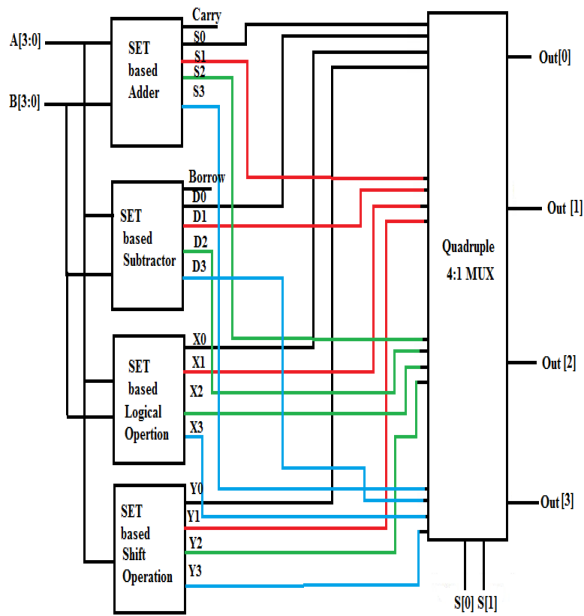 A[3:0]
B[3:0]
SET
based
Adder
Carry
S0
S1
S2
S3
SET
based
Subtractor
Borrow
D0
D1
D2
D3
SET
based
Logical
Opertion
X0
X1
X2
X3
SET
based
Shift
Operation
Y0
Y1
Y2
Y3
Quadruple
4:1 MUX
Out[0]
Out [1]
Out [2]
Out [3]
S[0] S[1]